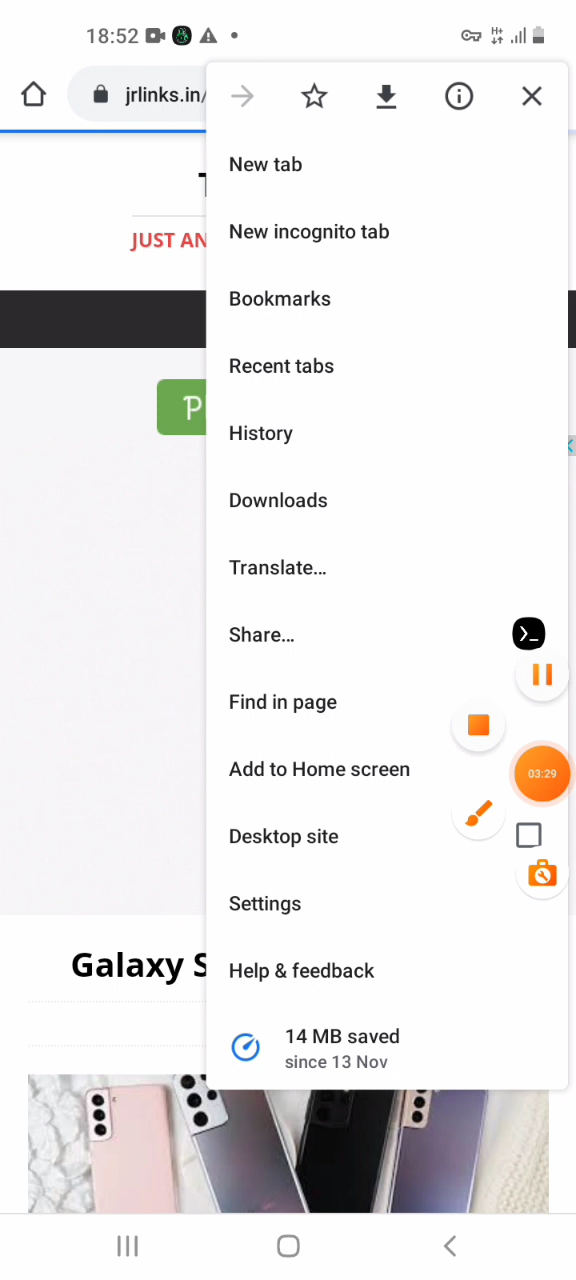 18:52
jrlinks.in/
JUST AN
New tab
New incognito tab
Bookmarks
Recent tabs
History
Downloads
Translate...
Share...
Find in page
Add to Home screen
03:29
Desktop site
Settings
Galaxy S
Help & feedback
14 MB saved
since 13 Nov